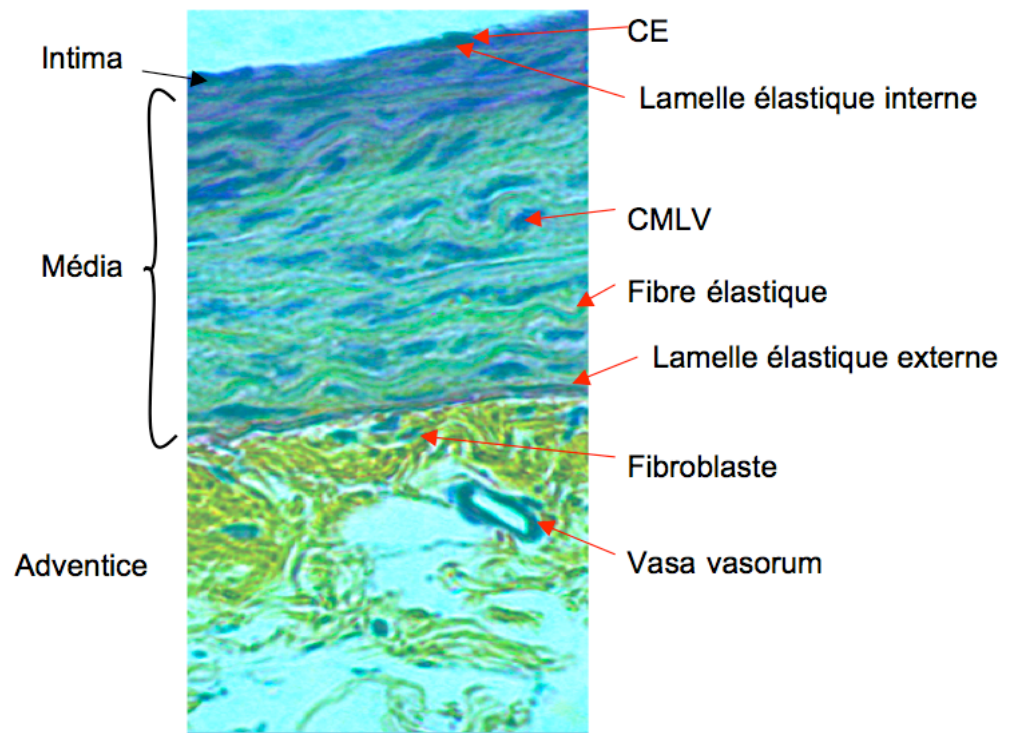 CE
Intima
Lamelle élastique interne
CMLV
Média
Fibre élastique
Lamelle élastique externe
Fibroblaste
Adventice
Vasa vasorum